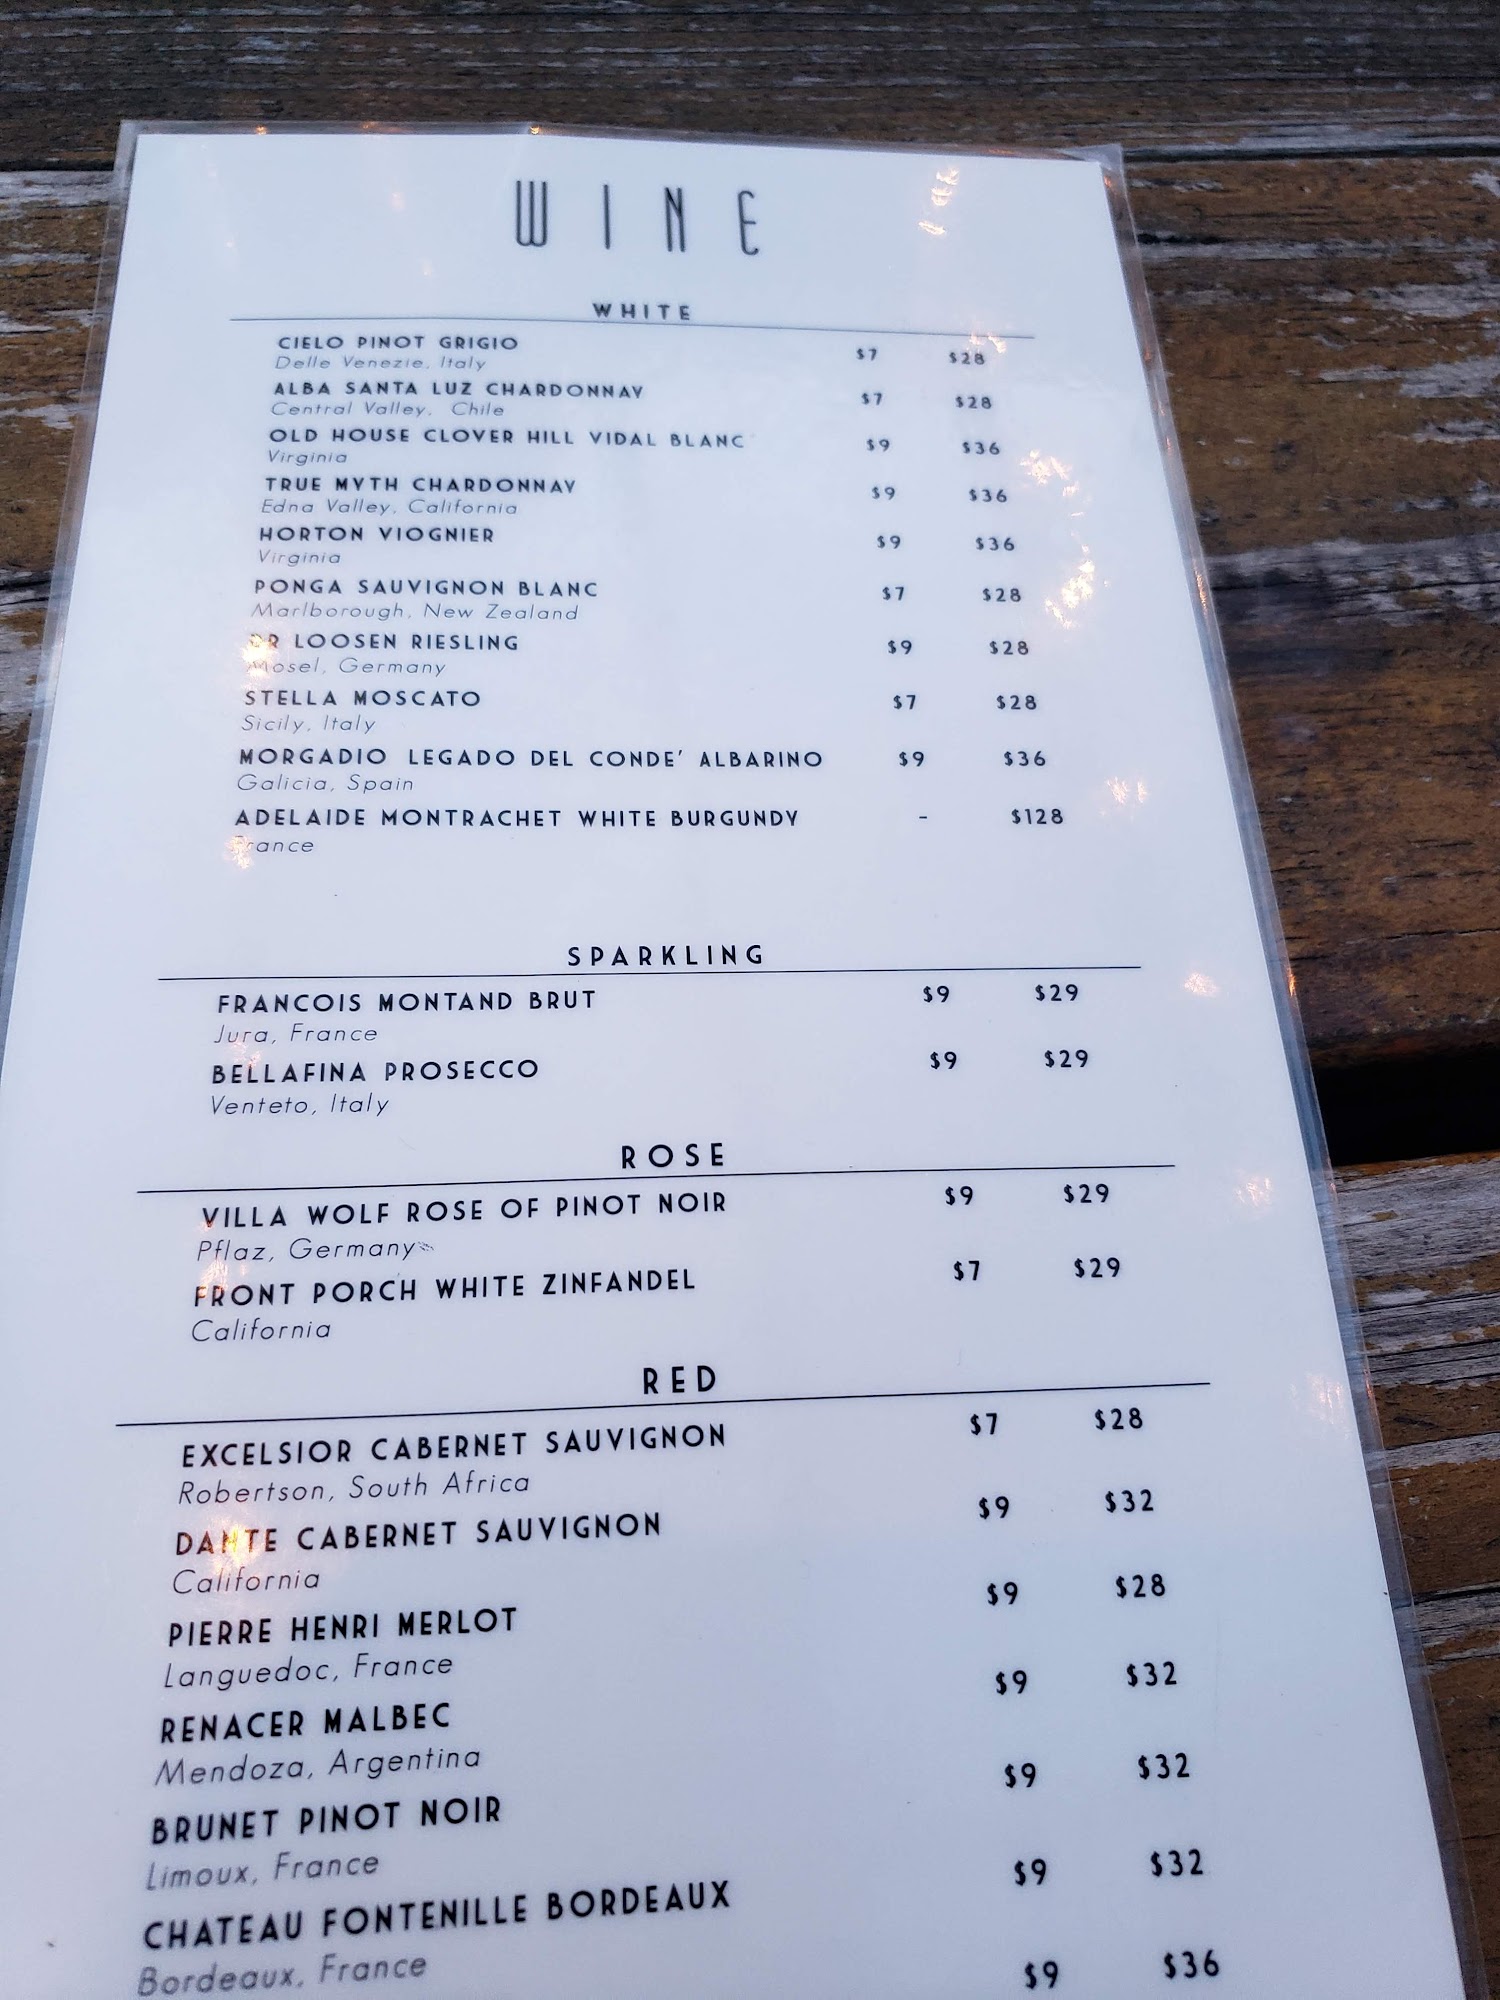 WINE
WHITE
CIELO PINOT GRIGIO $7 $28
Delle Venezie, Italy
ALBA SANTA LUZ CHARDONNAY $7 $28
Central Valley, Chile
OLD HOUSE CLOVER HILL VIDAL BLANC $9 $36
Virginia
TRUE MYTH CHARDONNAY $9 $36
Edna Valley, California
HORTON VIOGNIER $9 $36
Virginia
PONGA SAUVIGNON BLANC $7 $28
Marlborough, New Zealand
DR LOOSEN RIESLING $9 $28
Mosel, Germany
STELLA MOSCATO $7 $28
Sicily, Italy
MORGADIO LEGADO DEL CONDE' ALBARINO $9 $36
Galicia, Spain
ADELAIDE MONTRACHET WHITE BURGUNDY - $128
France
SPARKLING
FRANCOIS MONTAND BRUT $9 $29
Jura, France
BELLAFINA PROSECCO $9 $29
Venteto, Italy
ROSE
VILLA WOLF ROSE OF PINOT NOIR $9 $29
Pflaz, Germany
FRONT PORCH WHITE ZINFANDEL $7 $29
California
RED
EXCELSIOR CABERNET SAUVIGNON $7 $28
Robertson, South Africa
DANTE CABERNET SAUVIGNON $9 $32
California
PIERRE HENRI MERLOT $9 $28
Languedoc, France
RENACER MALBEC $9 $32
Mendoza, Argentina
BRUNET PINOT NOIR $9 $32
Limoux, France
CHATEAU FONTENILLE BORDEAUX $9 $32
Bordeaux, France
$9 $36